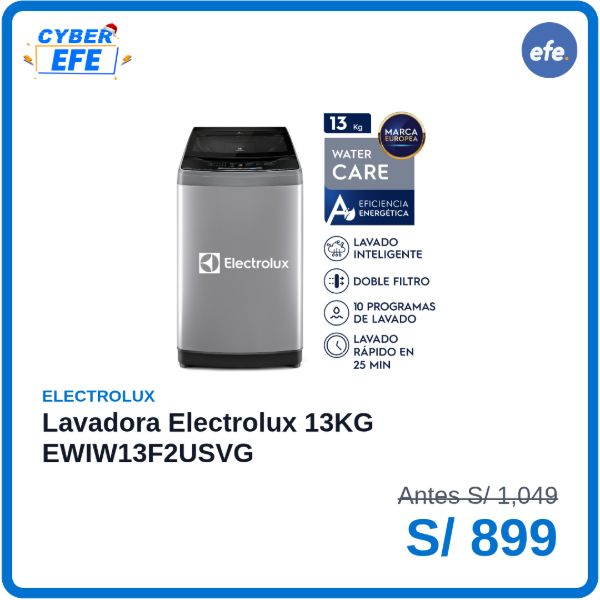 CYBER
EFE
efe.
13 Kg
MARCA
EUROPEA
WATER
CARE
A
EFICIENCIA
ENERGÉTICA
LAVADO
INTELIGENTE
DOBLE FILTRO
10 PROGRAMAS
DE LAVADO
LAVADO
RÁPIDO EN
25 MIN
Electrolux
ELECTROLUX
Lavadora Electrolux 13KG
EWIW13F2USVG
Antes S/ 1,049
S/ 899